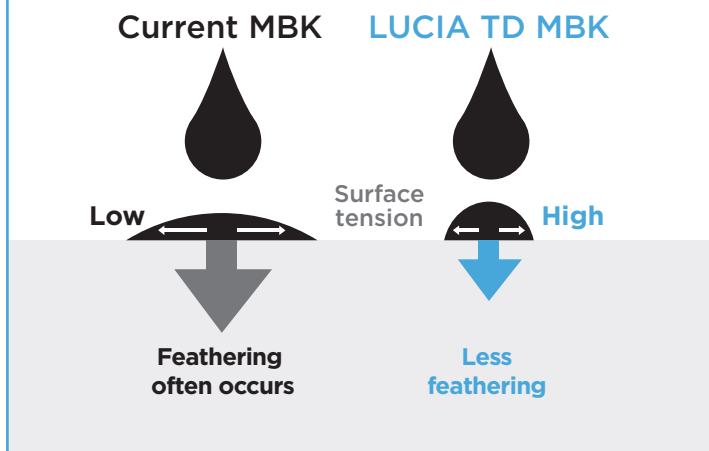 Current MBK
LUCIA TD MBK
Low
Surface
tension
High
Feathering
often occurs
Less
feathering